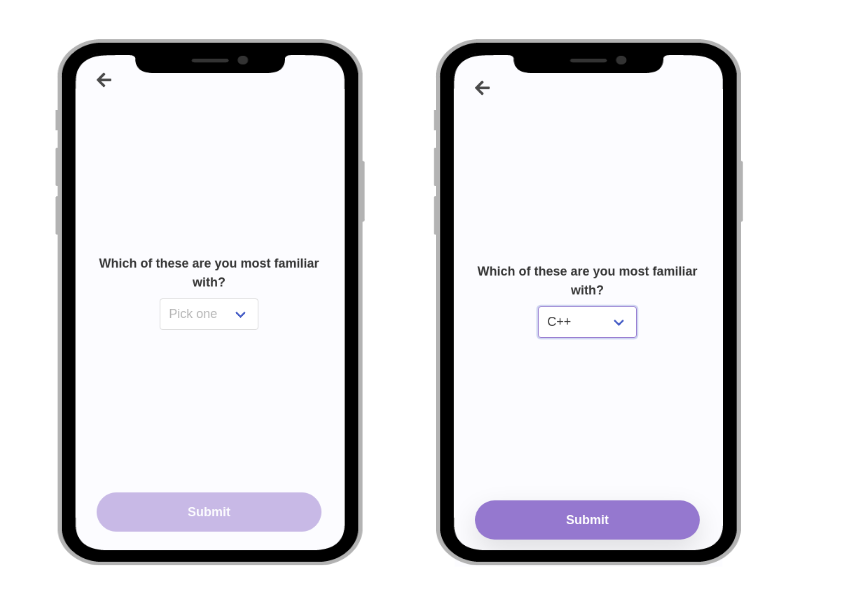 Which of these are you most familiar
with?
Pick one
Submit
Which of these are you most familiar
with?
C++
Submit